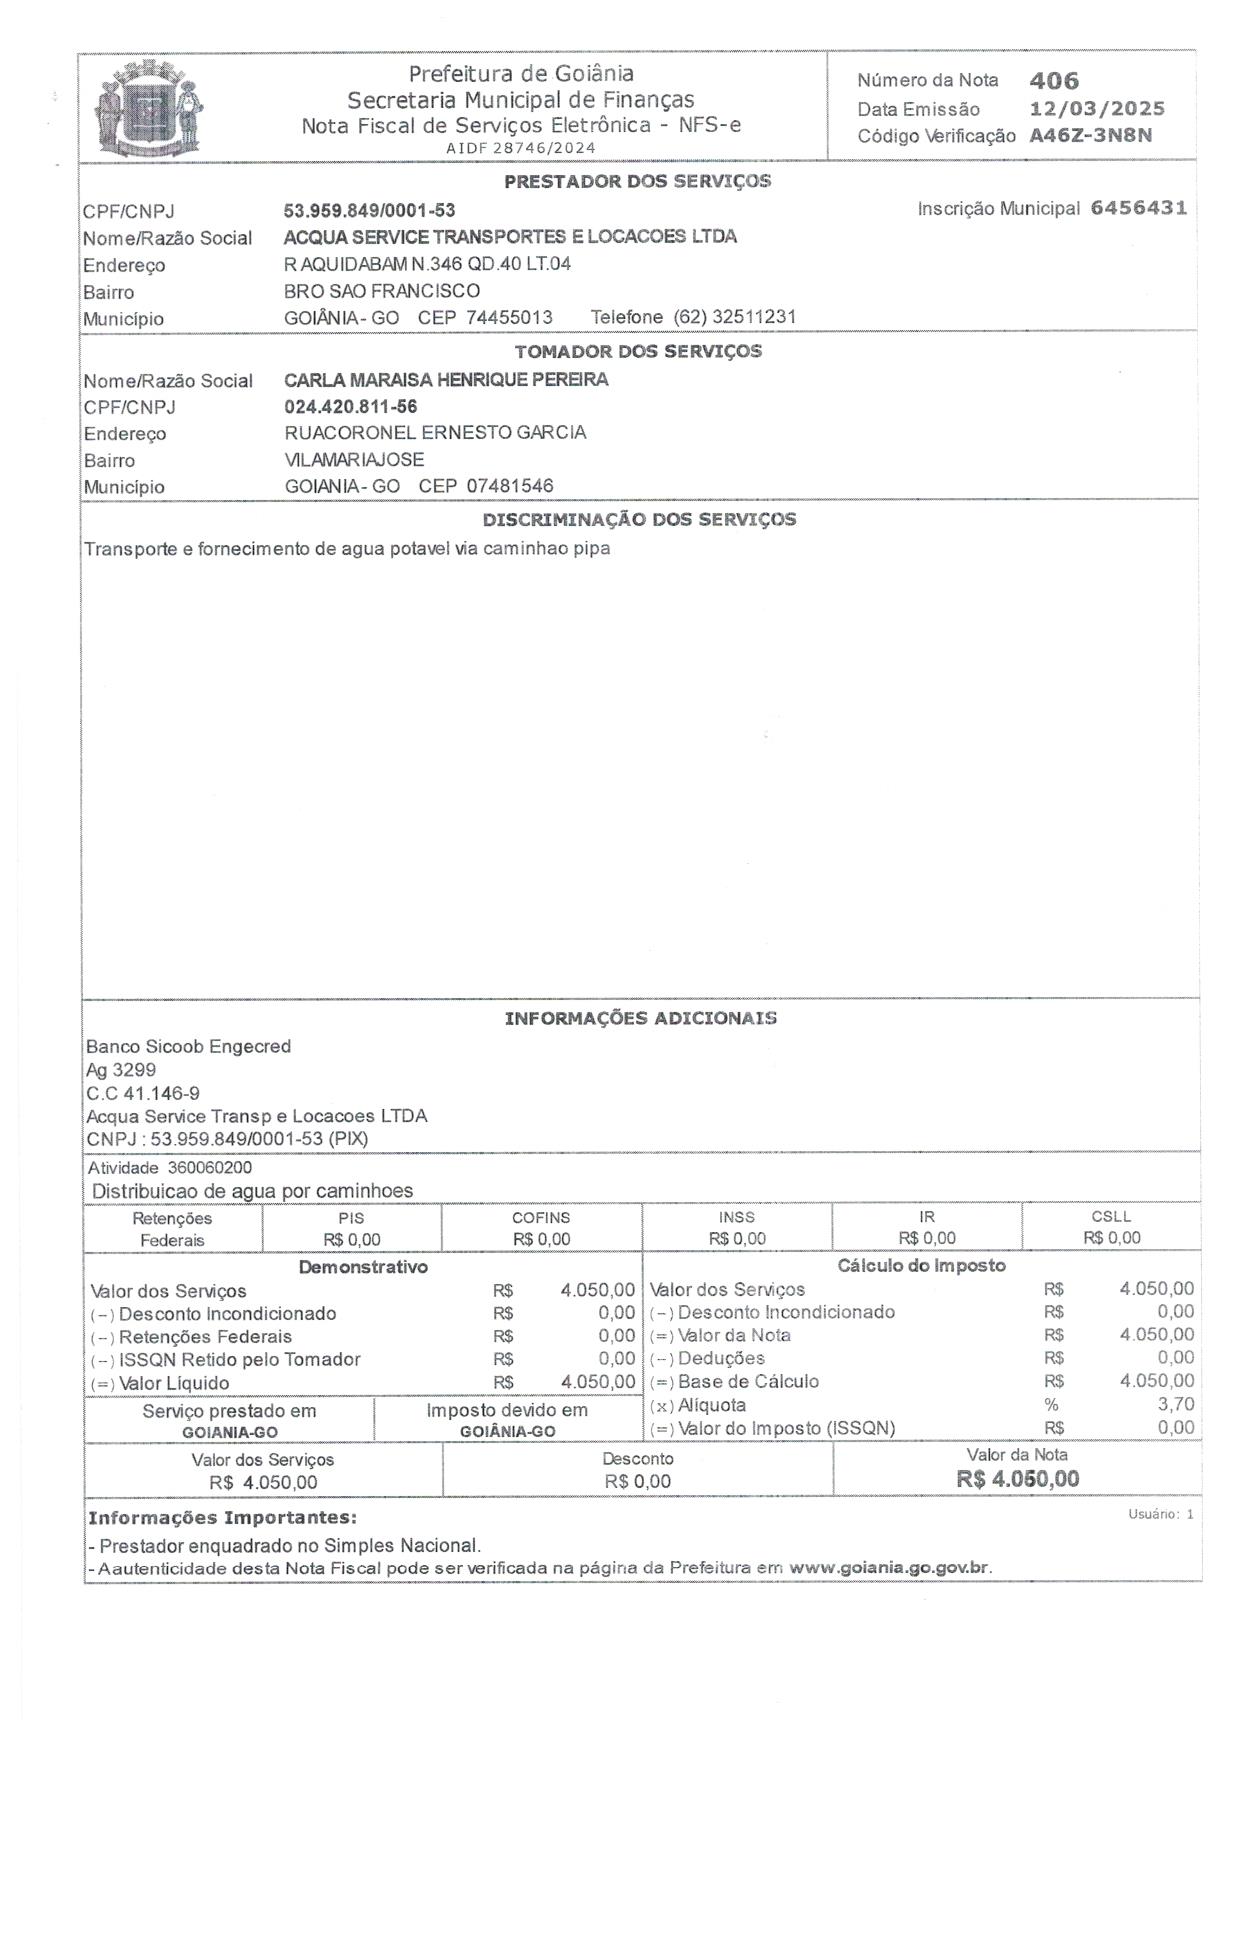 Prefeitura de Goiânia
Secretaria Municipal de Finanças
Nota Fiscal de Serviços Eletrônica - NFS-e
AIDF 28746/2024
Número da Nota 406
Data Emissão 12/03/2025
Código Verificação A46Z-3N8N
PRESTADOR DOS SERVIÇOS
CPF/CNPJ 53.959.849/0001-53 Inscrição Municipal 6456431
Nome/Razão Social ACQUA SERVICE TRANSPORTES E LOCACOES LTDA
Endereço R AQUIDABAM N.346 QD.40 LT.04
Bairro BRO SAO FRANCISCO
Município GOIÂNIA- GO CEP 74455013 Telefone (62) 32511231
TOMADOR DOS SERVIÇOS
Nome/Razão Social CARLA MARAISA HENRIQUE PEREIRA
CPF/CNPJ 024.420.811-56
Endereço RUACORONEL ERNESTO GARCIA
Bairro VILAMARIAJOSE
Município GOIANIA- GO CEP 07481546
DISCRIMINAÇÃO DOS SERVIÇOS
Transporte e fornecimento de agua potavel via caminhao pipa
INFORMAÇÕES ADICIONAIS
Banco Sicoob Engecred
Ag 3299
C.C 41.146-9
Acqua Service Transp e Locacoes LTDA
CNPJ : 53.959.849/0001-53 (PIX)
Atividade 360060200
Distribuicao de agua por caminhoes
Retenções Federais PIS COFINS INSS IR CSLL
R$ 0,00 R$ 0,00 R$ 0,00 R$ 0,00 R$ 0,00
Demonstrativo
Valor dos Serviços R$ 4.050,00
(-) Desconto Incondicionado R$ 0,00
(-) Retenções Federais R$ 0,00
(-) ISSQN Retido pelo Tomador R$ 0,00
(=) Valor Líquido R$ 4.050,00
Serviço prestado em Imposto devido em
GOIANIA-GO GOIÂNIA-GO
Cálculo do Imposto
Valor dos Serviços R$ 4.050,00
(-) Desconto Incondicionado R$ 0,00
(=) Valor da Nota R$ 4.050,00
(-) Deduções R$ 0,00
(=) Base de Cálculo R$ 4.050,00
(x) Alíquota % 3,70
(=) Valor do Imposto (ISSQN) R$ 0,00
Valor dos Serviços Desconto Valor da Nota
R$ 4.050,00 R$ 0,00 R$ 4.050,00
Informações Importantes: Usuário: 1
- Prestador enquadrado no Simples Nacional.
- Aautenticidade desta Nota Fiscal pode ser verificada na página da Prefeitura em www.goiania.go.gov.br.